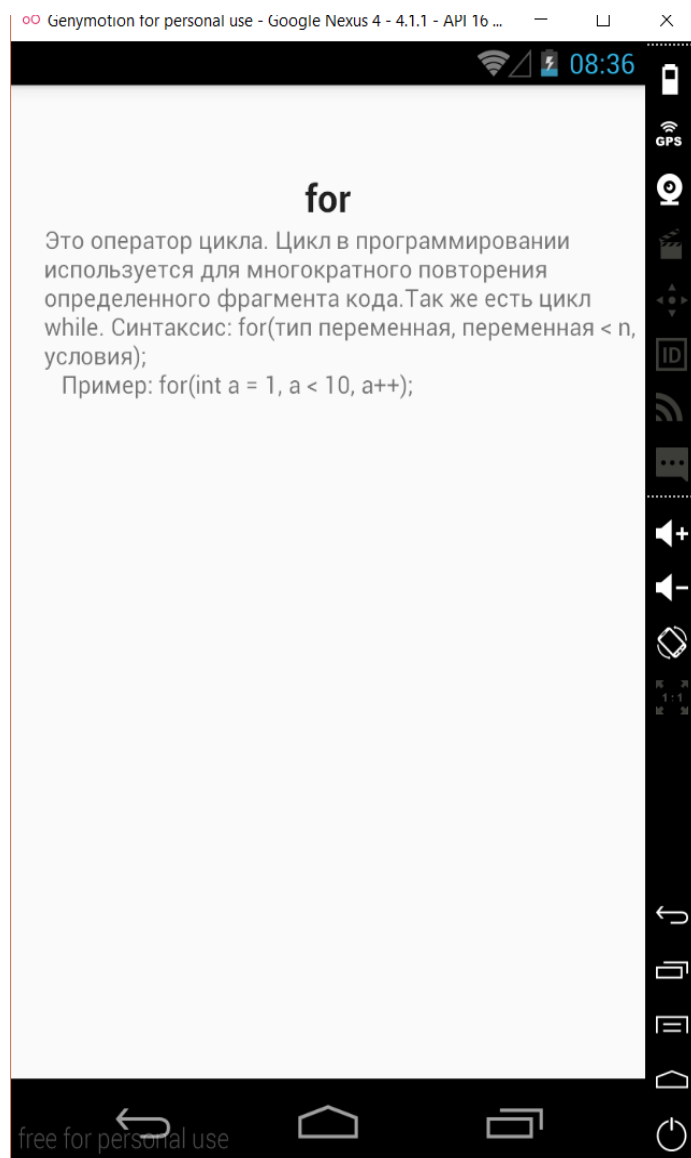 Genymotion for personal use - Google Nexus 4 - 4.1.1 - API 16 ...
08:36
GPS
for
Это оператор цикла. Цикл в программировании
используется для многократного повторения
определенного фрагмента кода.Так же есть цикл
while. Синтаксис: for(тип переменная, переменная < n,
условия);
Пример: for(int a = 1, a < 10, a++);
ID
1:1
free for personal use